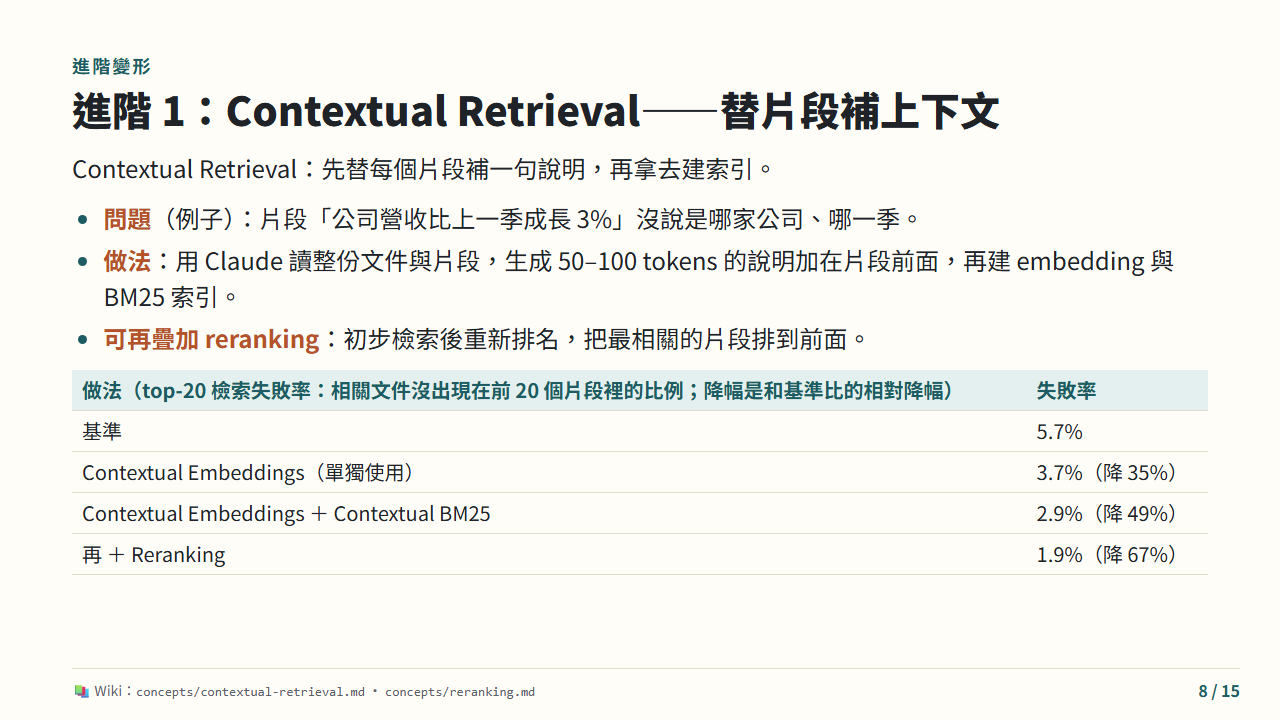 進階變形
進階 1：Contextual Retrieval——替片段補上下文
Contextual Retrieval：先替每個片段補一句說明，再拿去建索引。
• 問題（例子）：片段「公司營收比上一季成長 3%」沒說是哪家公司、哪一季。
• 做法：用 Claude 讀整份文件與片段，生成 50–100 tokens 的說明加在片段前面，再建 embedding 與
BM25 索引。
• 可再疊加 reranking：初步檢索後重新排名，把最相關的片段排到前面。
做法（top-20 檢索失敗率：相關文件沒出現在前 20 個片段裡的比例；降幅是和基準比的相對降幅） 失敗率
基準 5.7%
Contextual Embeddings（單獨使用） 3.7%（降 35%）
Contextual Embeddings ＋ Contextual BM25 2.9%（降 49%）
再 ＋ Reranking 1.9%（降 67%）
Wiki：concepts/contextual-retrieval.md · concepts/reranking.md
8 / 15